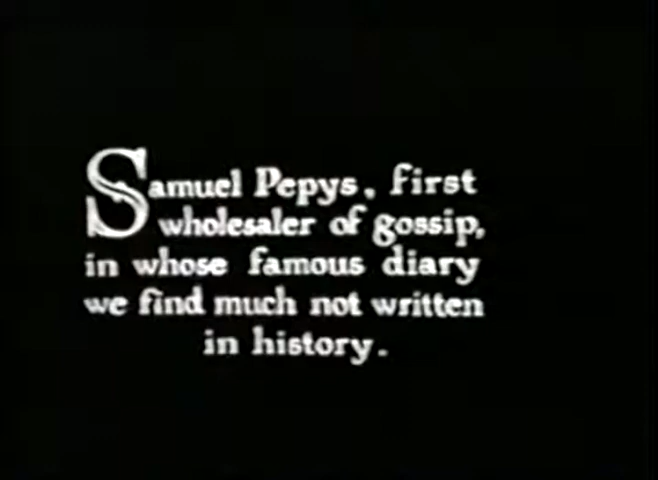 Samuel Pepys, first
wholesaler of gossip,
in whose famous diary
we find much not written
in history.